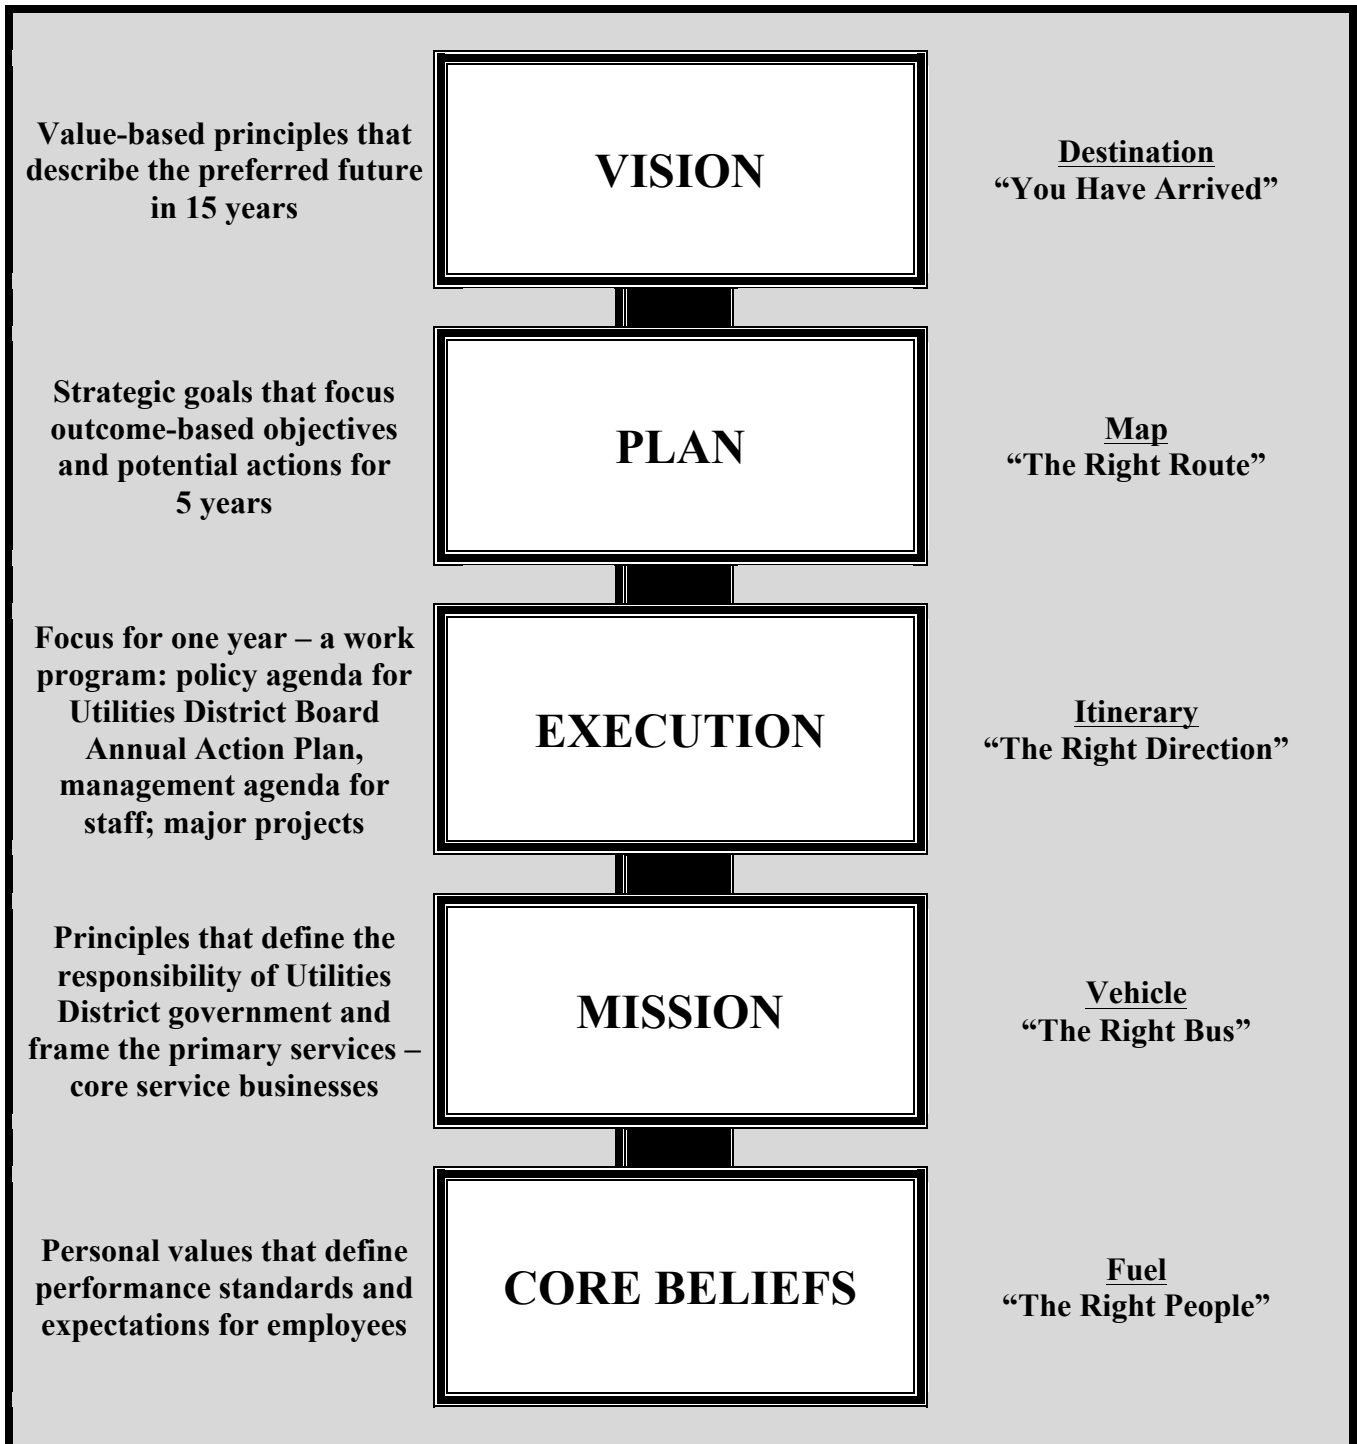 Value-based principles that
describe the preferred future
in 15 years
VISION
Destination
“You Have Arrived”
Strategic goals that focus
outcome-based objectives
and potential actions for
5 years
PLAN
Map
“The Right Route”
Focus for one year – a work
program: policy agenda for
Utilities District Board
Annual Action Plan,
management agenda for
staff; major projects
EXECUTION
Itinerary
“The Right Direction”
Principles that define the
responsibility of Utilities
District government and
frame the primary services –
core service businesses
MISSION
Vehicle
“The Right Bus”
Personal values that define
performance standards and
expectations for employees
CORE BELIEFS
Fuel
“The Right People”